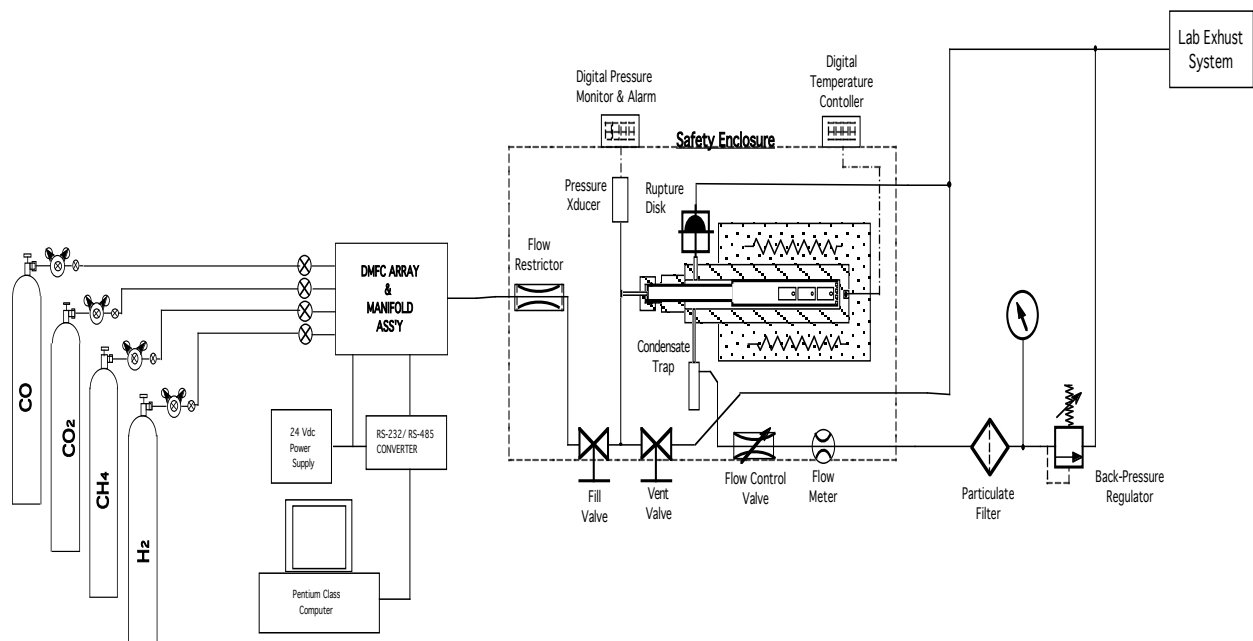 Lab Exhust
System
Digital Pressure
Monitor & Alarm
Digital
Temperature
Contoller
Safety Enclosure
Pressure
Xducer
Rupture
Disk
Flow
Restrictor
DMFC ARRAY
&
MANIFOLD
ASS'Y
Condensate
Trap
CO
CO₂
CH₄
H₂
24 Vdc
Power
Supply
RS-232/ RS-485
CONVERTER
Fill
Valve
Vent
Valve
Flow Control
Valve
Flow
Meter
Particulate
Filter
Back-Pressure
Regulator
Pentium Class
Computer